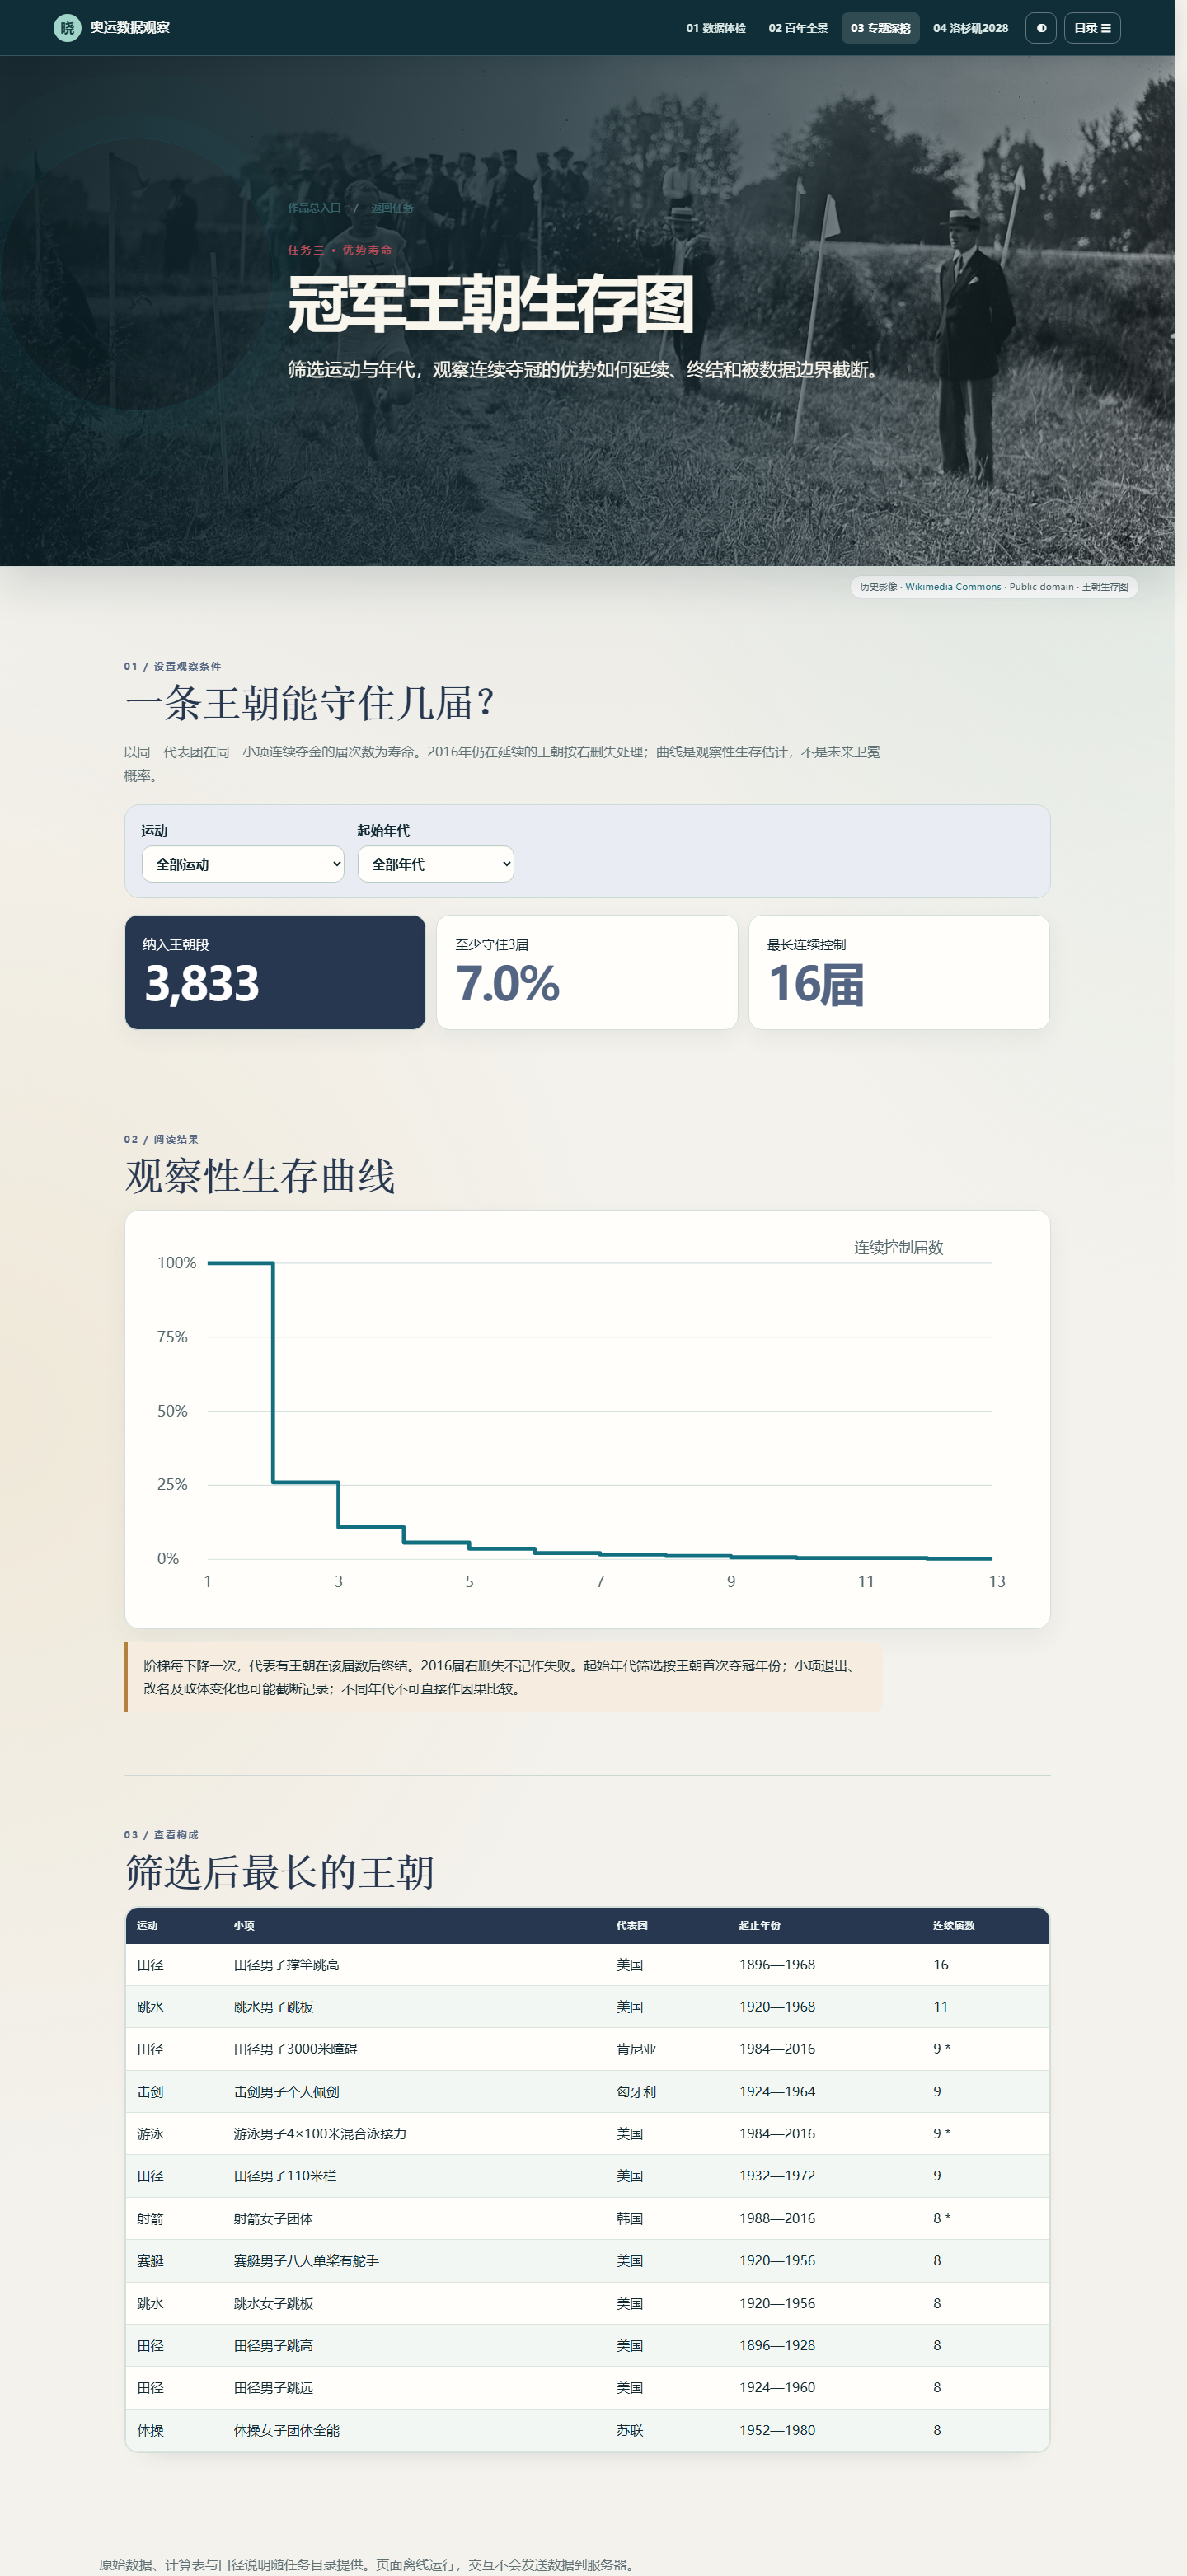 晓 奥运数据观察 01 数据体检 02 百年全景 03 专题深挖 04 洛杉矶2028 目录 ☰
作品总入口 / 返回任务
任务三 · 优势寿命
冠军王朝生存图
筛选运动与年代，观察连续夺冠的优势如何延续、终结和被数据边界截断。
历史影像 · Wikimedia Commons · Public domain · 王朝生存图
01 / 设置观察条件
一条王朝能守住几届？
以同一代表团在同一小项连续夺金的届次数为寿命。2016年仍在延续的王朝按右删失处理；曲线是观察性生存估计，不是未来卫冕
概率。
运动 起始年代
全部运动 全部年代
纳入王朝段 至少守住3届 最长连续控制
3,833 7.0% 16届
02 / 阅读结果
观察性生存曲线
连续控制届数
100%
75%
50%
25%
0%
1 3 5 7 9 11 13
阶梯每下降一次，代表有王朝在该届数后终结。2016届右删失不记作失败。起始年代筛选按王朝首次夺冠年份；小项退出、
改名及政体变化也可能截断记录；不同年代不可直接作因果比较。
03 / 查看构成
筛选后最长的王朝
运动 小项 代表团 起止年份 连续届数
田径 田径男子撑竿跳高 美国 1896—1968 16
跳水 跳水男子跳板 美国 1920—1968 11
田径 田径男子3000米障碍 肯尼亚 1984—2016 9 *
击剑 击剑男子个人佩剑 匈牙利 1924—1964 9
游泳 游泳男子4×100米混合泳接力 美国 1984—2016 9 *
田径 田径男子110米栏 美国 1932—1972 9
射箭 射箭女子团体 韩国 1988—2016 8 *
赛艇 赛艇男子八人单桨有舵手 美国 1920—1956 8
跳水 跳水女子跳板 美国 1920—1956 8
田径 田径男子跳高 美国 1896—1928 8
田径 田径男子跳远 美国 1924—1960 8
体操 体操女子团体全能 苏联 1952—1980 8
原始数据、计算表与口径说明随任务目录提供。页面离线运行，交互不会发送数据到服务器。